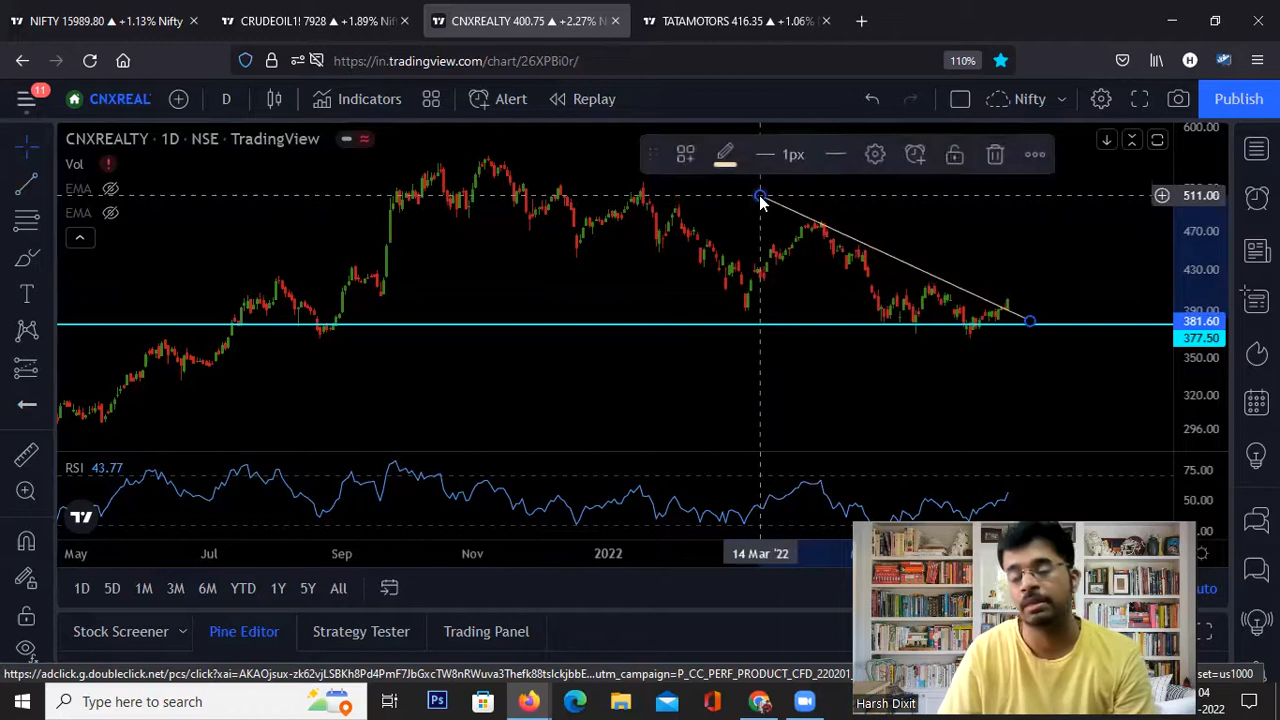 NIFTY 15989.80 ▲ +1.13% Nifty
CRUDEOIL1! 7928 ▲ +1.89% Nift
CNXREALTY 400.75 ▲ +2.27% N
TATAMOTORS 416.35 ▲ +1.06%
https://in.tradingview.com/chart/26XPBi0r/
110%
H
11
CNXREAL
D
Indicators
Alert
Replay
Nifty
Publish
CNXREALTY · 1D · NSE · TradingView
Vol
EMA
EMA
1px
600.00
511.00
470.00
430.00
390.00
381.60
377.50
350.00
320.00
296.00
RSI 43.77
75.00
50.00
May
Jul
Sep
Nov
2022
14 Mar '22
1D
5D
1M
3M
6M
YTD
1Y
5Y
All
Stock Screener
Pine Editor
Strategy Tester
Trading Panel
Harsh Dixit
Type here to search